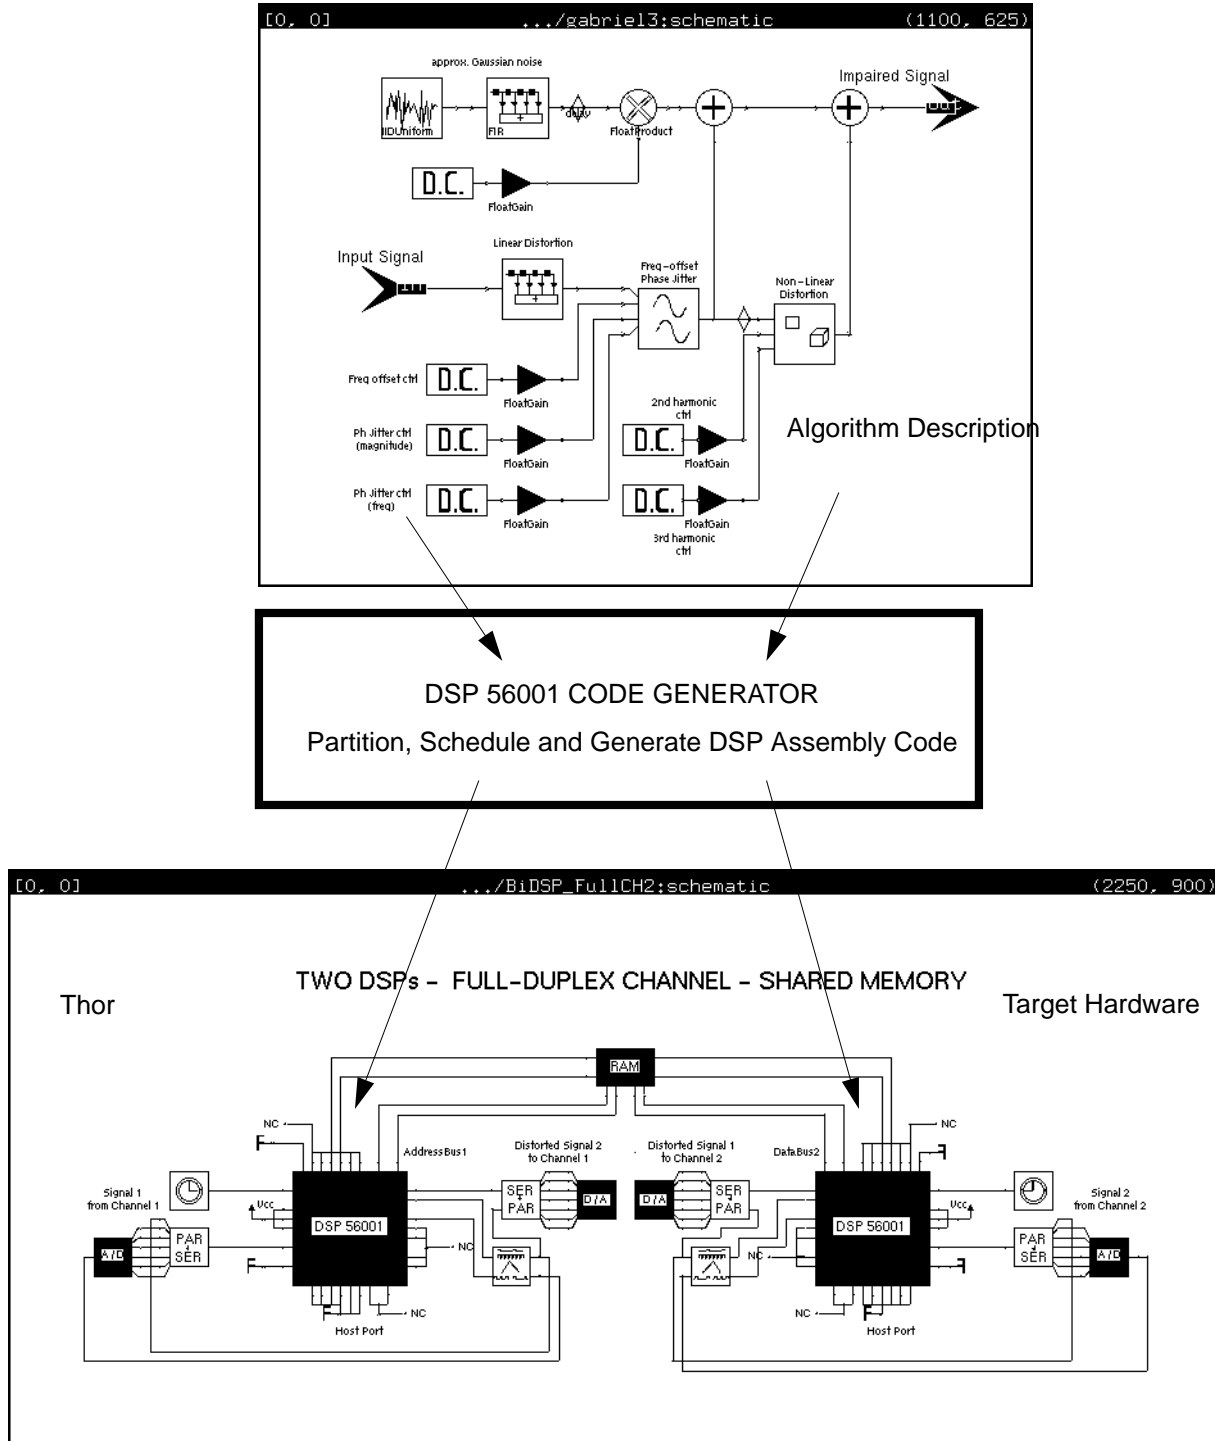 [0, 0] .../gabriel3:schematic (1100, 625)
approx. Gaussian noise
Impaired Signal
IIDUniform
FIR
delay
FloatProduct
OUT
D.C.
FloatGain
Linear Distortion
Input Signal
Freq-offset
Phase Jitter
Non-Linear
Distortion
Freq offset ctrl
D.C.
FloatGain
2nd harmonic
ctrl
Algorithm Description
Ph Jitter ctrl
(magnitude)
D.C.
FloatGain
D.C.
FloatGain
Ph Jitter ctrl
(freq)
D.C.
FloatGain
D.C.
FloatGain
3rd harmonic
ctrl
DSP 56001 CODE GENERATOR
Partition, Schedule and Generate DSP Assembly Code
[0, 0] .../BiDSP_FullCH2:schematic (2250, 900)
TWO DSPs - FULL-DUPLEX CHANNEL - SHARED MEMORY
Thor
Target Hardware
RAM
NC
AddressBus1
Distorted Signal 2
to Channel 1
Distorted Signal 1
to Channel 2
DataBus2
NC
Signal 1
from Channel 1
Vcc
DSP 56001
SER
PAR
D/A
D/A
SER
PAR
DSP 56001
Vcc
Signal 2
from Channel 2
A/D
PAR
SER
NC
NC
PAR
SER
A/D
NC
Host Port
NC
Host Port